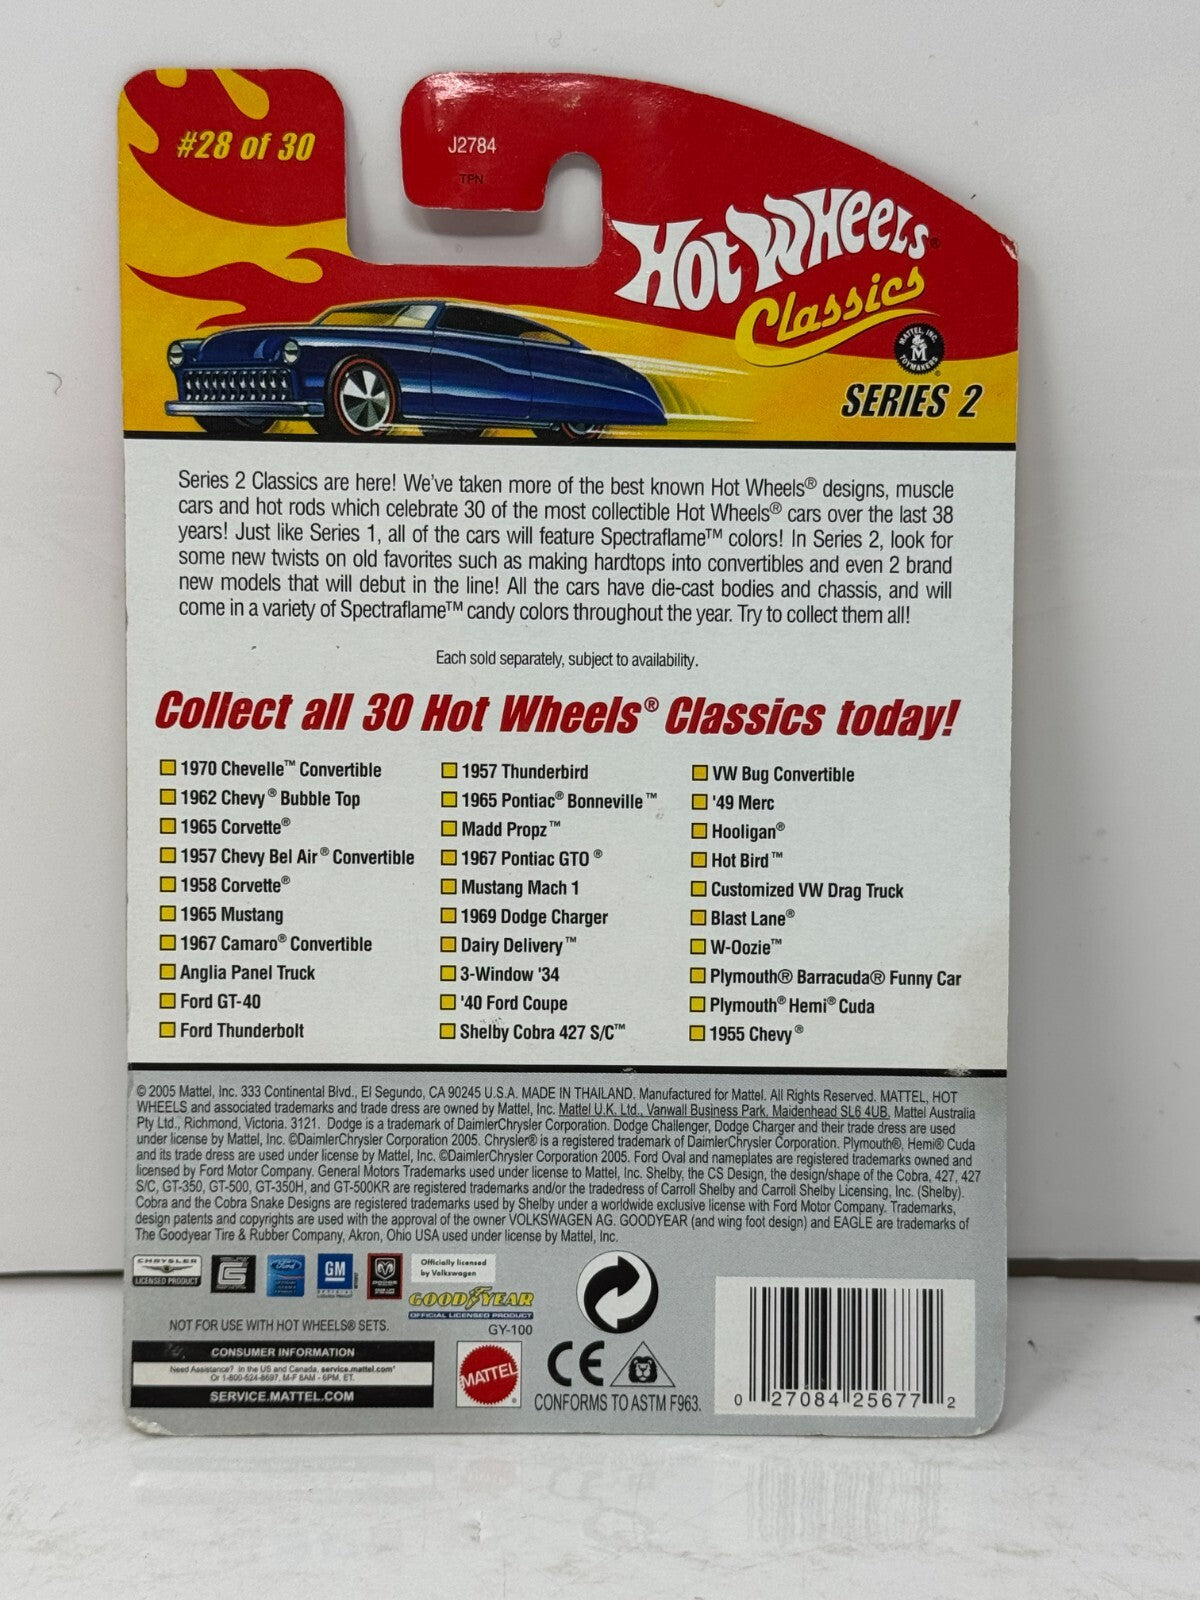 #28 of 30
J2784
TPN
Hot Wheels®
Classics
MATTEL, INC.
M
TOYMAKERS
SERIES 2
Series 2 Classics are here! We've taken more of the best known Hot Wheels® designs, muscle
cars and hot rods which celebrate 30 of the most collectible Hot Wheels® cars over the last 38
years! Just like Series 1, all of the cars will feature Spectraflame™ colors! In Series 2, look for
some new twists on old favorites such as making hardtops into convertibles and even 2 brand
new models that will debut in the line! All the cars have die-cast bodies and chassis, and will
come in a variety of Spectraflame™ candy colors throughout the year. Try to collect them all!
Each sold separately, subject to availability.
Collect all 30 Hot Wheels® Classics today!
1970 Chevelle™ Convertible
1962 Chevy® Bubble Top
1965 Corvette®
1957 Chevy Bel Air® Convertible
1958 Corvette®
1965 Mustang
1967 Camaro® Convertible
Anglia Panel Truck
Ford GT-40
Ford Thunderbolt
1957 Thunderbird
1965 Pontiac® Bonneville™
Madd Propz™
1967 Pontiac GTO®
Mustang Mach 1
1969 Dodge Charger
Dairy Delivery™
3-Window '34
'40 Ford Coupe
Shelby Cobra 427 S/C™
VW Bug Convertible
'49 Merc
Hooligan®
Hot Bird™
Customized VW Drag Truck
Blast Lane®
W-Oozie™
Plymouth® Barracuda® Funny Car
Plymouth® Hemi® Cuda
1955 Chevy®
© 2005 Mattel, Inc. 333 Continental Blvd., El Segundo, CA 90245 U.S.A. MADE IN THAILAND. Manufactured for Mattel. All Rights Reserved. MATTEL, HOT
WHEELS and associated trademarks and trade dress are owned by Mattel, Inc. Mattel U.K. Ltd., Vanwall Business Park, Maidenhead SL6 4UB. Mattel Australia
Pty Ltd., Richmond, Victoria. 3121. Dodge is a trademark of DaimlerChrysler Corporation. Dodge Challenger, Dodge Charger and their trade dress are used
under license by Mattel, Inc. ©DaimlerChrysler Corporation 2005. Chrysler® is a registered trademark of DaimlerChrysler Corporation. Plymouth®, Hemi® Cuda
and its trade dress are used under license by Mattel, Inc. ©DaimlerChrysler Corporation 2005. Ford Oval and nameplates are registered trademarks owned and
licensed by Ford Motor Company. General Motors Trademarks used under license to Mattel, Inc. Shelby, the CS Design, the design/shape of the Cobra, 427, 427
S/C, GT-350, GT-500, GT-350H, and GT-500KR are registered trademarks and/or the tradedress of Carroll Shelby and Carroll Shelby Licensing, Inc. (Shelby).
Cobra and the Cobra Snake Designs are registered trademarks used by Shelby under a worldwide exclusive license with Ford Motor Company. Trademarks,
design patents and copyrights are used with the approval of the owner VOLKSWAGEN AG. GOODYEAR (and wing foot design) and EAGLE are trademarks of
The Goodyear Tire & Rubber Company, Akron, Ohio USA used under license by Mattel, Inc.
CHRYSLER
LICENSED PRODUCT
Ford
GM
DODGE
Officially licensed
by Volkswagen
GOODYEAR
OFFICIAL LICENSED PRODUCT
GY-100
NOT FOR USE WITH HOT WHEELS® SETS.
CONSUMER INFORMATION
Need Assistance? In the US and Canada, service.mattel.com*
Or 1-800-524-8697, M-F 8AM - 6PM, ET.
SERVICE.MATTEL.COM
MATTEL
CE
CONFORMS TO ASTM F963.
0 27084 25677 2